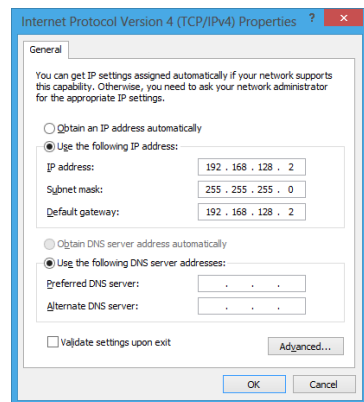 Internet Protocol Version 4 (TCP/IPv4) Properties ? ×
General
You can get IP settings assigned automatically if your network supports
this capability. Otherwise, you need to ask your network administrator
for the appropriate IP settings.
Obtain an IP address automatically
Use the following IP address:
IP address: 192 . 168 . 128 . 2
Subnet mask: 255 . 255 . 255 . 0
Default gateway: 192 . 168 . 128 . 2
Obtain DNS server address automatically
Use the following DNS server addresses:
Preferred DNS server: . . .
Alternate DNS server: . . .
Validate settings upon exit
Advanced...
OK Cancel